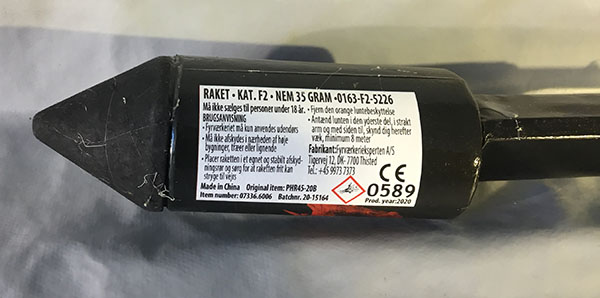 RAKET • KAT. F2 • NEM 35 GRAM •0163-F2-5226
Må ikke sælges til personer under 18 år.
BRUGSANVISNING
• Fyrværkeriet må kun anvendes udendørs
• Må ikke afskydes i nærheden af høje
bygninger, træer eller lignende
• Placer raketten i et egnet og stabilt afskyd-
ningsrør og sørg for at raketten frit kan
stryge til vejrs
• Fjern den orange luntebeskyttelse
• Antænd lunten i den yderste del, i strakt
arm og med siden til, skynd dig berefter
væk, minimum 8 meter
Fabrikant: Fyrværkerieksperten A/S
Tigervej 12, DK- 7700 Thisted
Tel.: +45 9973 7373
CE
0589
Prod. year:2020
Made in China Original item: PHR45-20B
Item number: 07336.6006 Batchnr. 20-15164